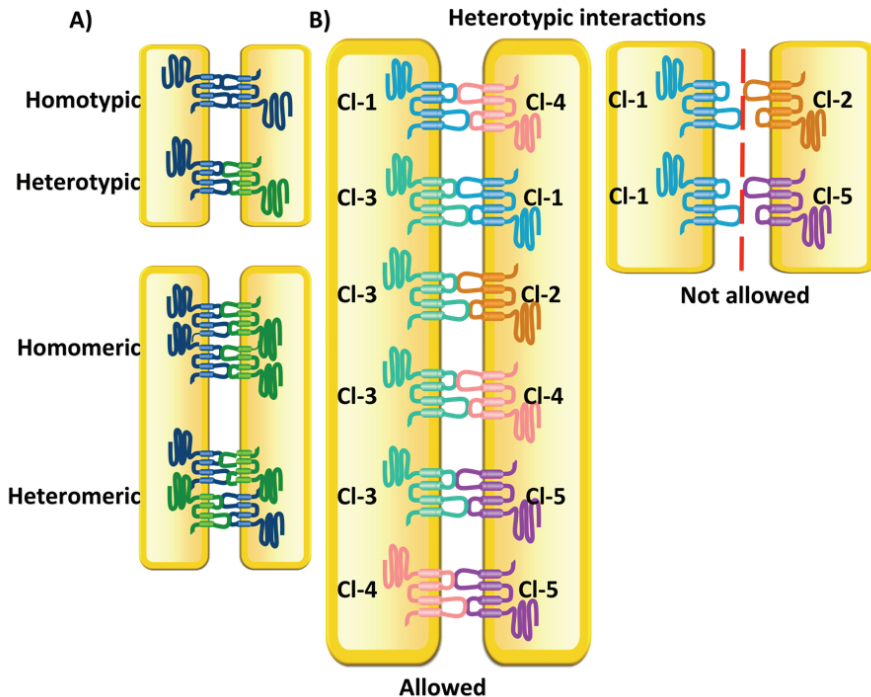 A)
Homotypic
Heterotypic
Homomeric
Heteromeric
B)
Heterotypic interactions
Cl-1 Cl-4
Cl-3 Cl-1
Cl-3 Cl-2
Cl-3 Cl-4
Cl-3 Cl-5
Cl-4 Cl-5
Allowed
Cl-1 Cl-2
Cl-1 Cl-5
Not allowed